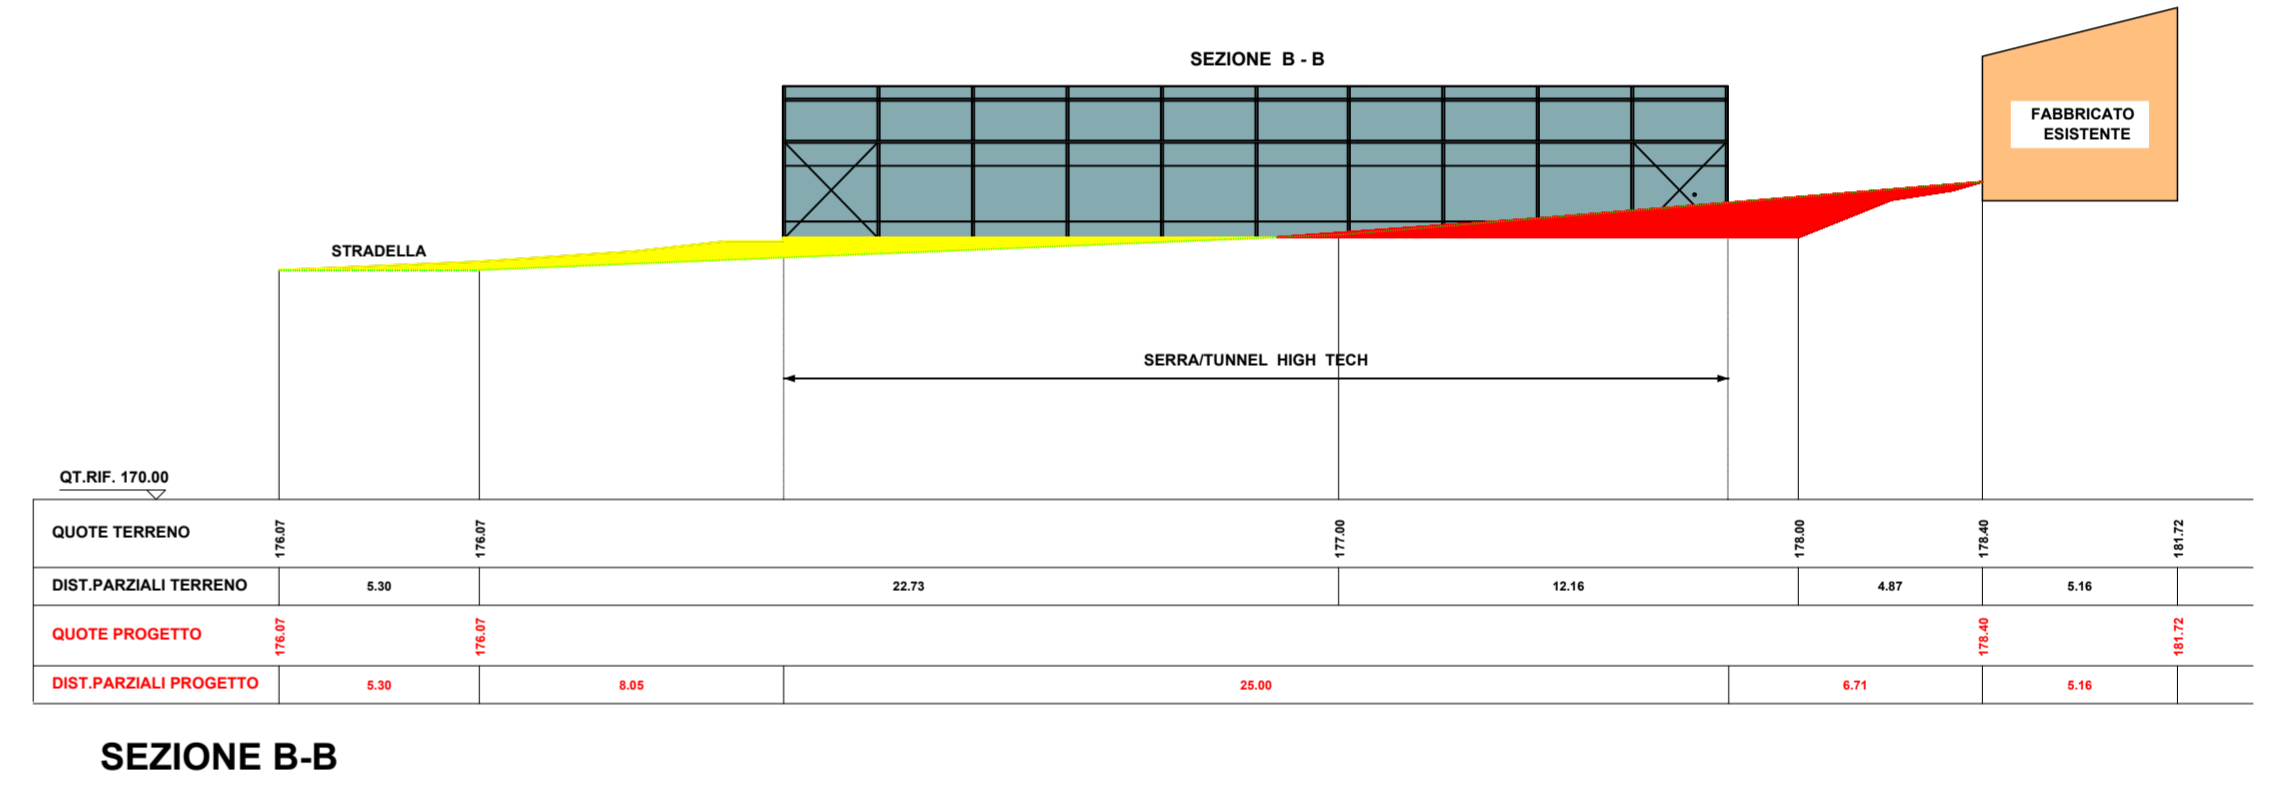 SEZIONE B - B
FABBRICATO
ESISTENTE
STRADELLA
SERRA/TUNNEL HIGH TECH
QT.RIF. 170.00
QUOTE TERRENO 176.07 176.07 177.00 178.00 178.40 181.72
DIST.PARZIALI TERRENO 5.30 22.73 12.16 4.87 5.16
QUOTE PROGETTO 176.07 176.07 178.40 181.72
DIST.PARZIALI PROGETTO 5.30 8.05 25.00 6.71 5.16
SEZIONE B-B